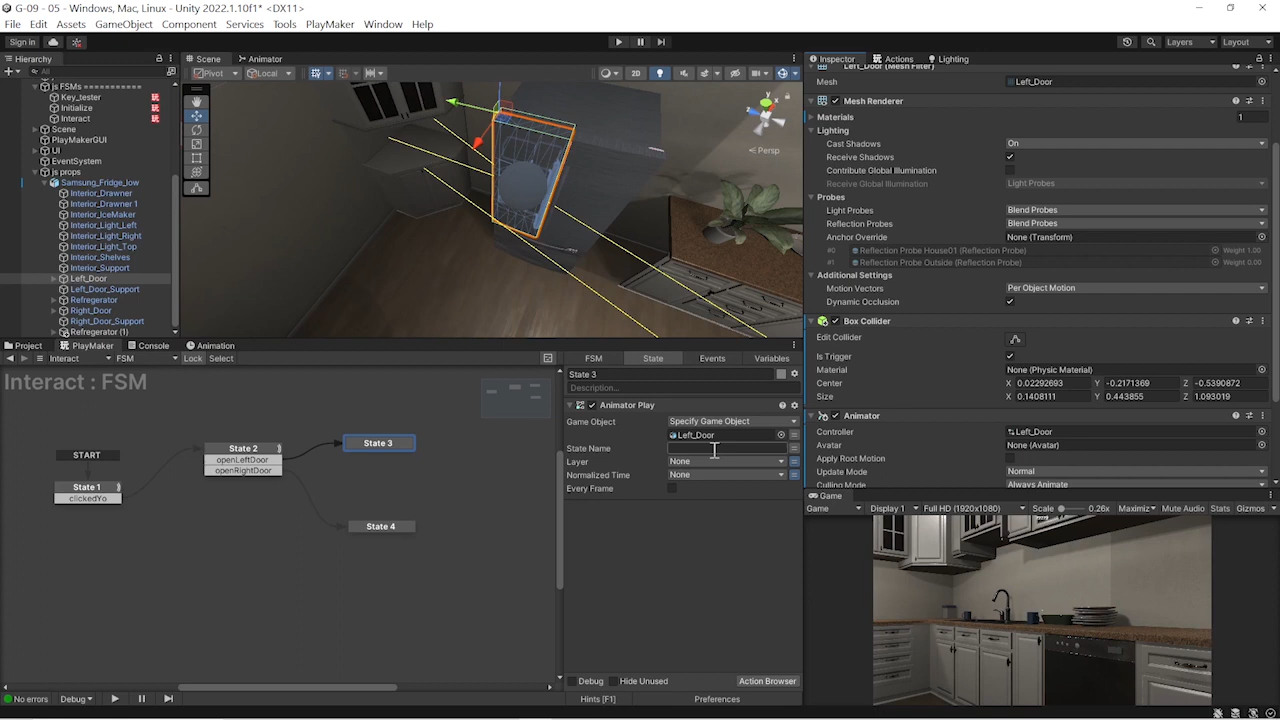 G-09 - 05 - Windows, Mac, Linux - Unity 2022.1.10f1* <DX11>
File Edit Assets GameObject Component Services Tools PlayMaker Window Help
Sign in Layers Layout
Hierarchy
All
js FSMs ===========
Key_tester
Initialize
Interact
Scene
PlayMakerGUI
UI
EventSystem
js props
Samsung_Fridge_low
Interior_Drawner
Interior_Drawner 1
Interior_IceMaker
Interior_Light_Left
Interior_Light_Right
Interior_Light_Top
Interior_Shelves
Interior_Support
Left_Door
Left_Door_Support
Refregerator
Right_Door
Right_Door_Support
Refregerator (1)
Scene Animator
Pivot Local 2D
y
x
z
Persp
Project PlayMaker Console Animation
Interact FSM Lock Select
Interact : FSM
START
State 1
clickedYo
State 2
openLeftDoor
openRightDoor
State 3
State 4
No errors Debug
FSM State Events Variables
State 3
Description...
Animator Play
Game Object Specify Game Object
Left_Door
State Name
Layer None
Normalized Time None
Every Frame
Debug Hide Unused Action Browser
Hints [F1] Preferences
Inspector Actions Lighting
Left_Door (Mesh Filter)
Mesh Left_Door
Mesh Renderer
Materials 1
Lighting
Cast Shadows On
Receive Shadows
Contribute Global Illumination
Receive Global Illumination Light Probes
Probes
Light Probes Blend Probes
Reflection Probes Blend Probes
Anchor Override None (Transform)
#0 Reflection Probe House01 (Reflection Probe) Weight 1.00
#1 Reflection Probe Outside (Reflection Probe) Weight 0.00
Additional Settings
Motion Vectors Per Object Motion
Dynamic Occlusion
Box Collider
Edit Collider
Is Trigger
Material None (Physic Material)
Center X 0.02292693 Y -0.2171369 Z -0.5390872
Size X 0.1408111 Y 0.443855 Z 1.093019
Animator
Controller Left_Door
Avatar None (Avatar)
Apply Root Motion
Update Mode Normal
Culling Mode Always Animate
Game
Game Display 1 Full HD (1920x1080) Scale 0.26x Maximiz Mute Audio Stats Gizmos